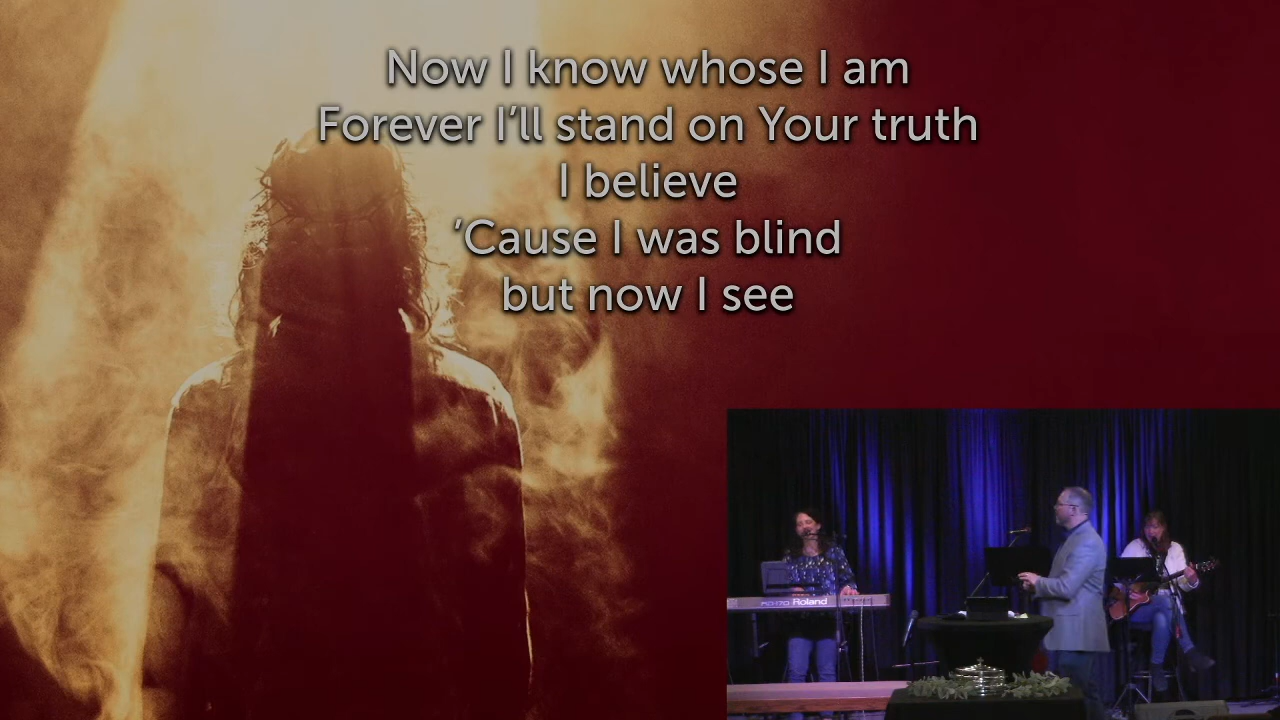 Now I know whose I am
Forever I’ll stand on Your truth
I believe
’Cause I was blind
but now I see
Roland